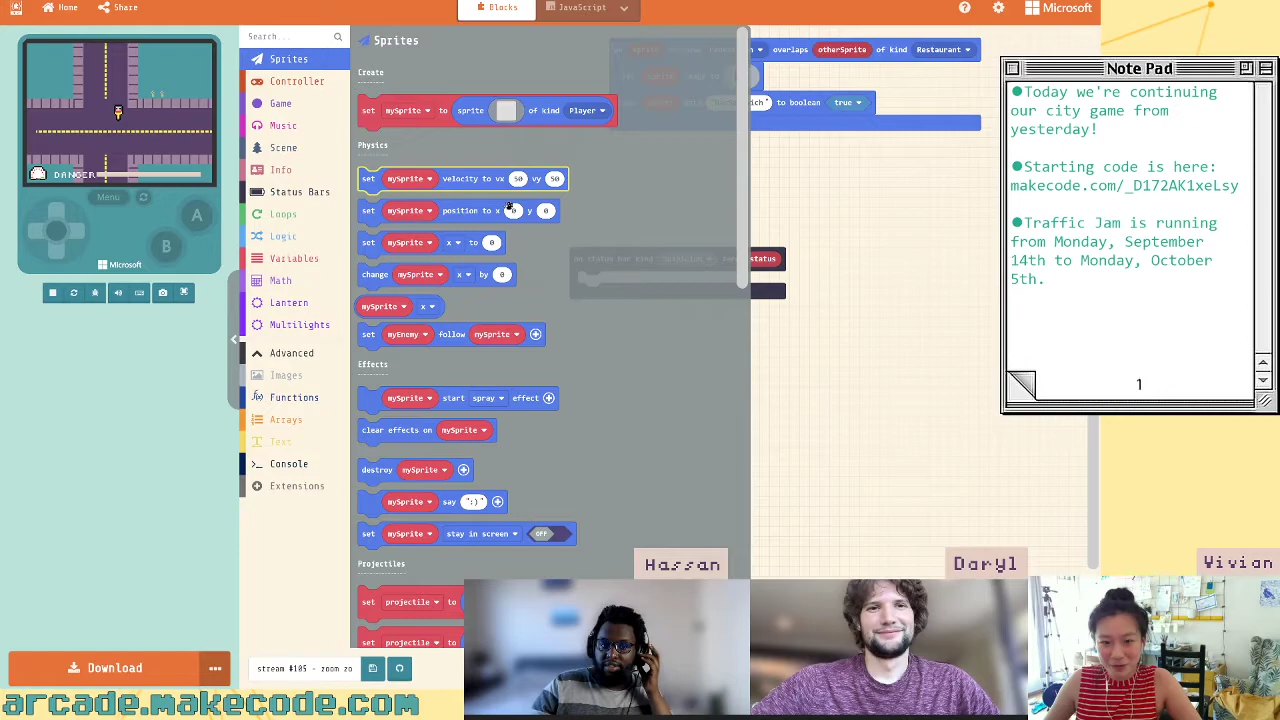 Home
Share
Blocks
JavaScript
Microsoft
DANGER
Menu
A
B
Microsoft
Search...
Sprites
Controller
Game
Music
Scene
Info
Status Bars
Loops
Logic
Variables
Math
Lantern
Multilights
Advanced
Images
Functions
Arrays
Text
Console
Extensions
Sprites
Create
set mySprite to sprite of kind Player
Physics
set mySprite velocity to vx 50 vy 50
set mySprite position to x 0 y 0
set mySprite x to 0
change mySprite x by 0
mySprite x
set myEnemy follow mySprite
Effects
mySprite start spray effect
clear effects on mySprite
destroy mySprite
mySprite say ":)"
set mySprite stay in screen OFF
Projectiles
set projectile to
set projectile to
overlaps otherSprite of kind Restaurant
to boolean true
status
Note Pad
●Today we're continuing
our city game from
yesterday!
●Starting code is here:
makecode.com/_D172AK1xeLsy
●Traffic Jam is running
from Monday, September
14th to Monday, October
5th.
1
Hassan
Daryl
Vivian
Download
stream #105 - zoom zo
arcade.makecode.com